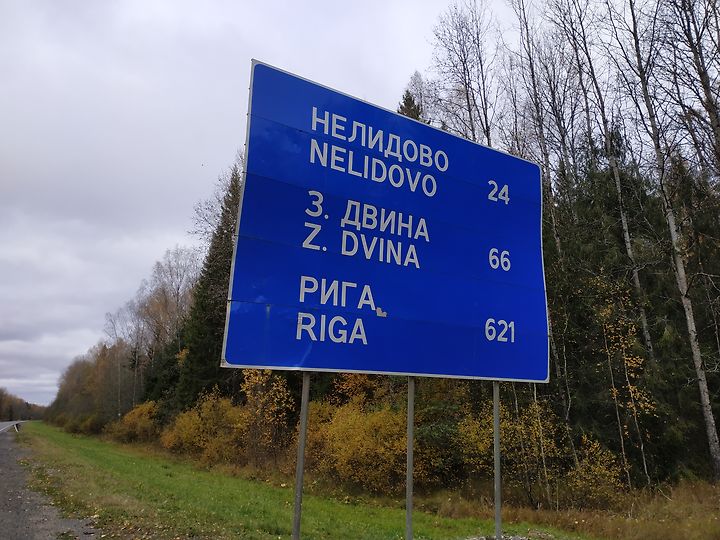 НЕЛИДОВО
NELIDOVO 24
З. ДВИНА
Z. DVINA 66
РИГА
RIGA 621